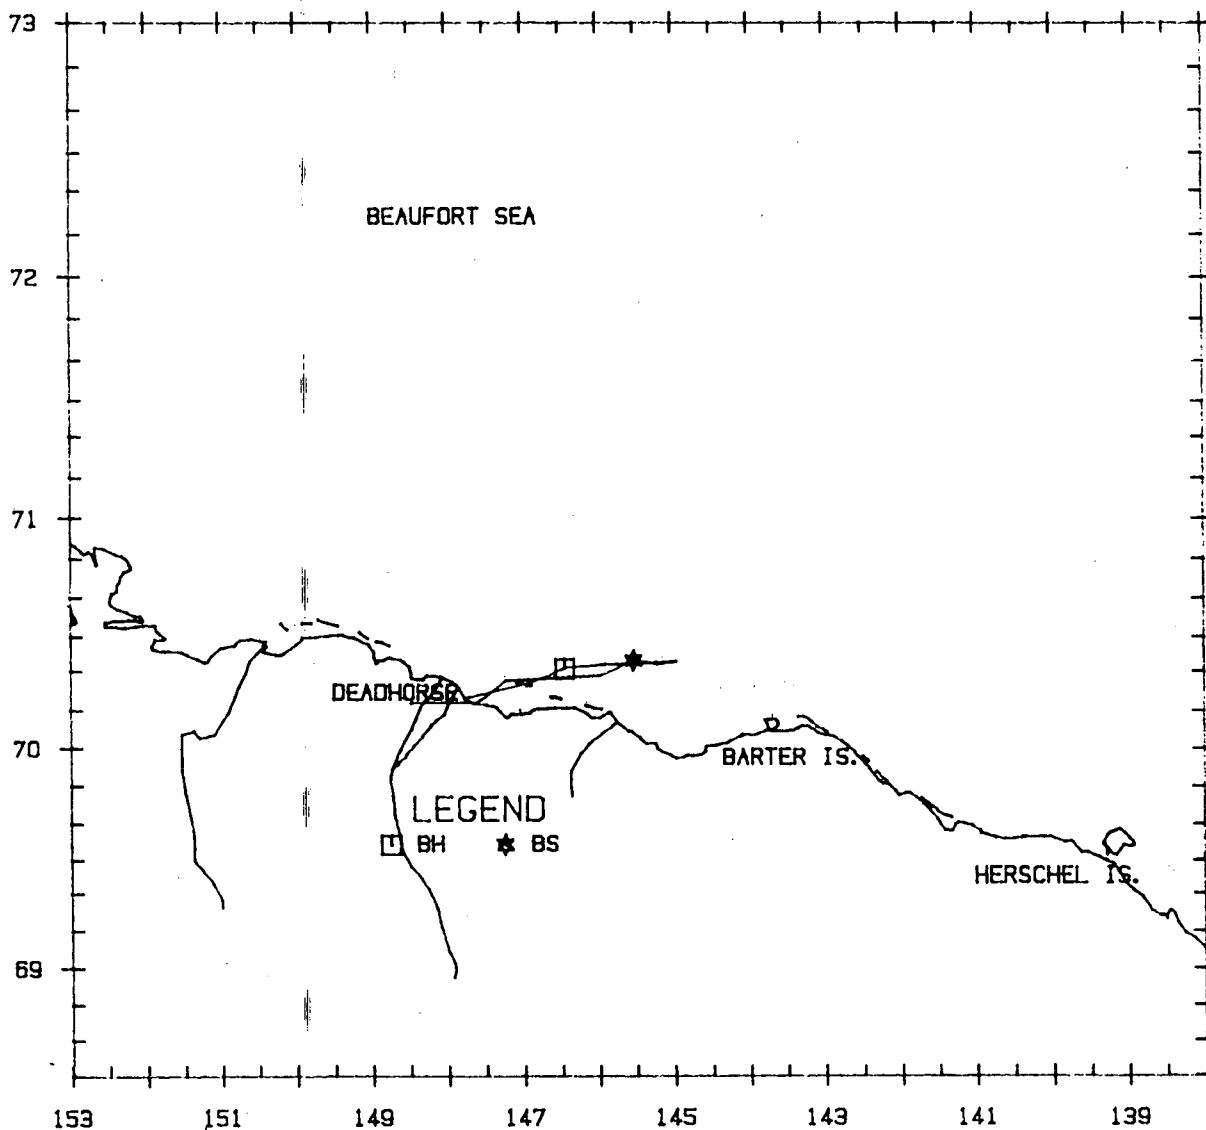 73
BEAUFORT SEA
72
71
DEADHORSE
70
BARTER IS.
LEGEND
BH BS
HERSCHEL IS.
69
153 151 149 147 145 143 141 139